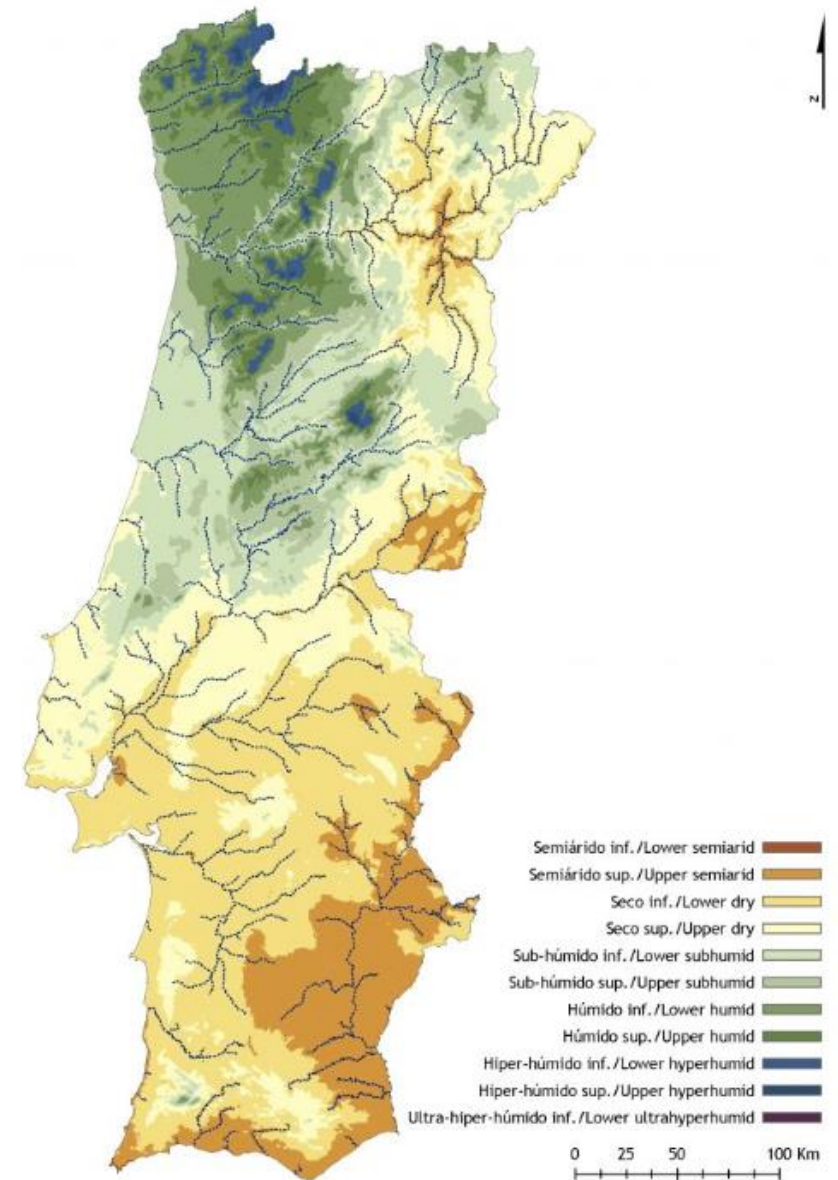 N
Semiárido inf./Lower semiarid
Semiárido sup./Upper semiarid
Seco inf./Lower dry
Seco sup./Upper dry
Sub-húmido inf./Lower subhumid
Sub-húmido sup./Upper subhumid
Húmido inf./Lower humid
Húmido sup./Upper humid
Hiper-húmido inf./Lower hyperhumid
Hiper-húmido sup./Upper hyperhumid
Ultra-hiper-húmido inf./Lower ultrahyperhumid
0 25 50 100 Km